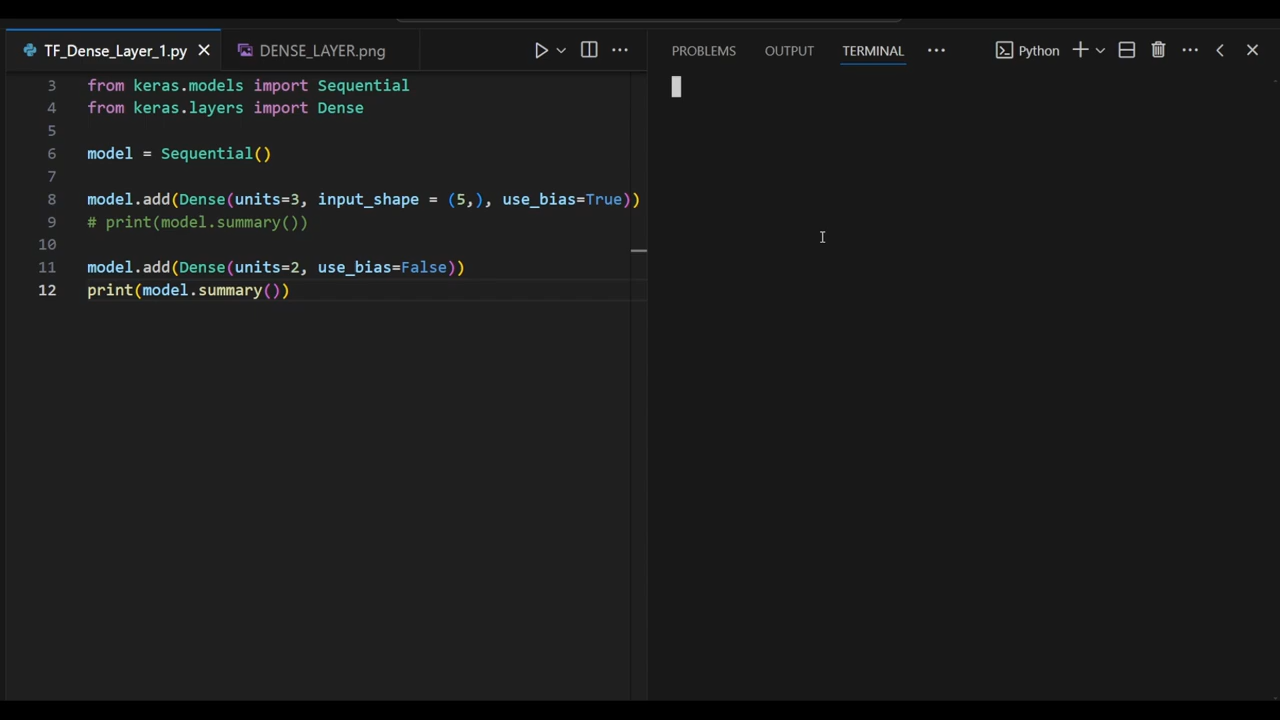 TF_Dense_Layer_1.py
DENSE_LAYER.png
PROBLEMS OUTPUT TERMINAL
Python
3 from keras.models import Sequential
4 from keras.layers import Dense
5
6 model = Sequential()
7
8 model.add(Dense(units=3, input_shape = (5,), use_bias=True))
9 # print(model.summary())
10
11 model.add(Dense(units=2, use_bias=False))
12 print(model.summary())